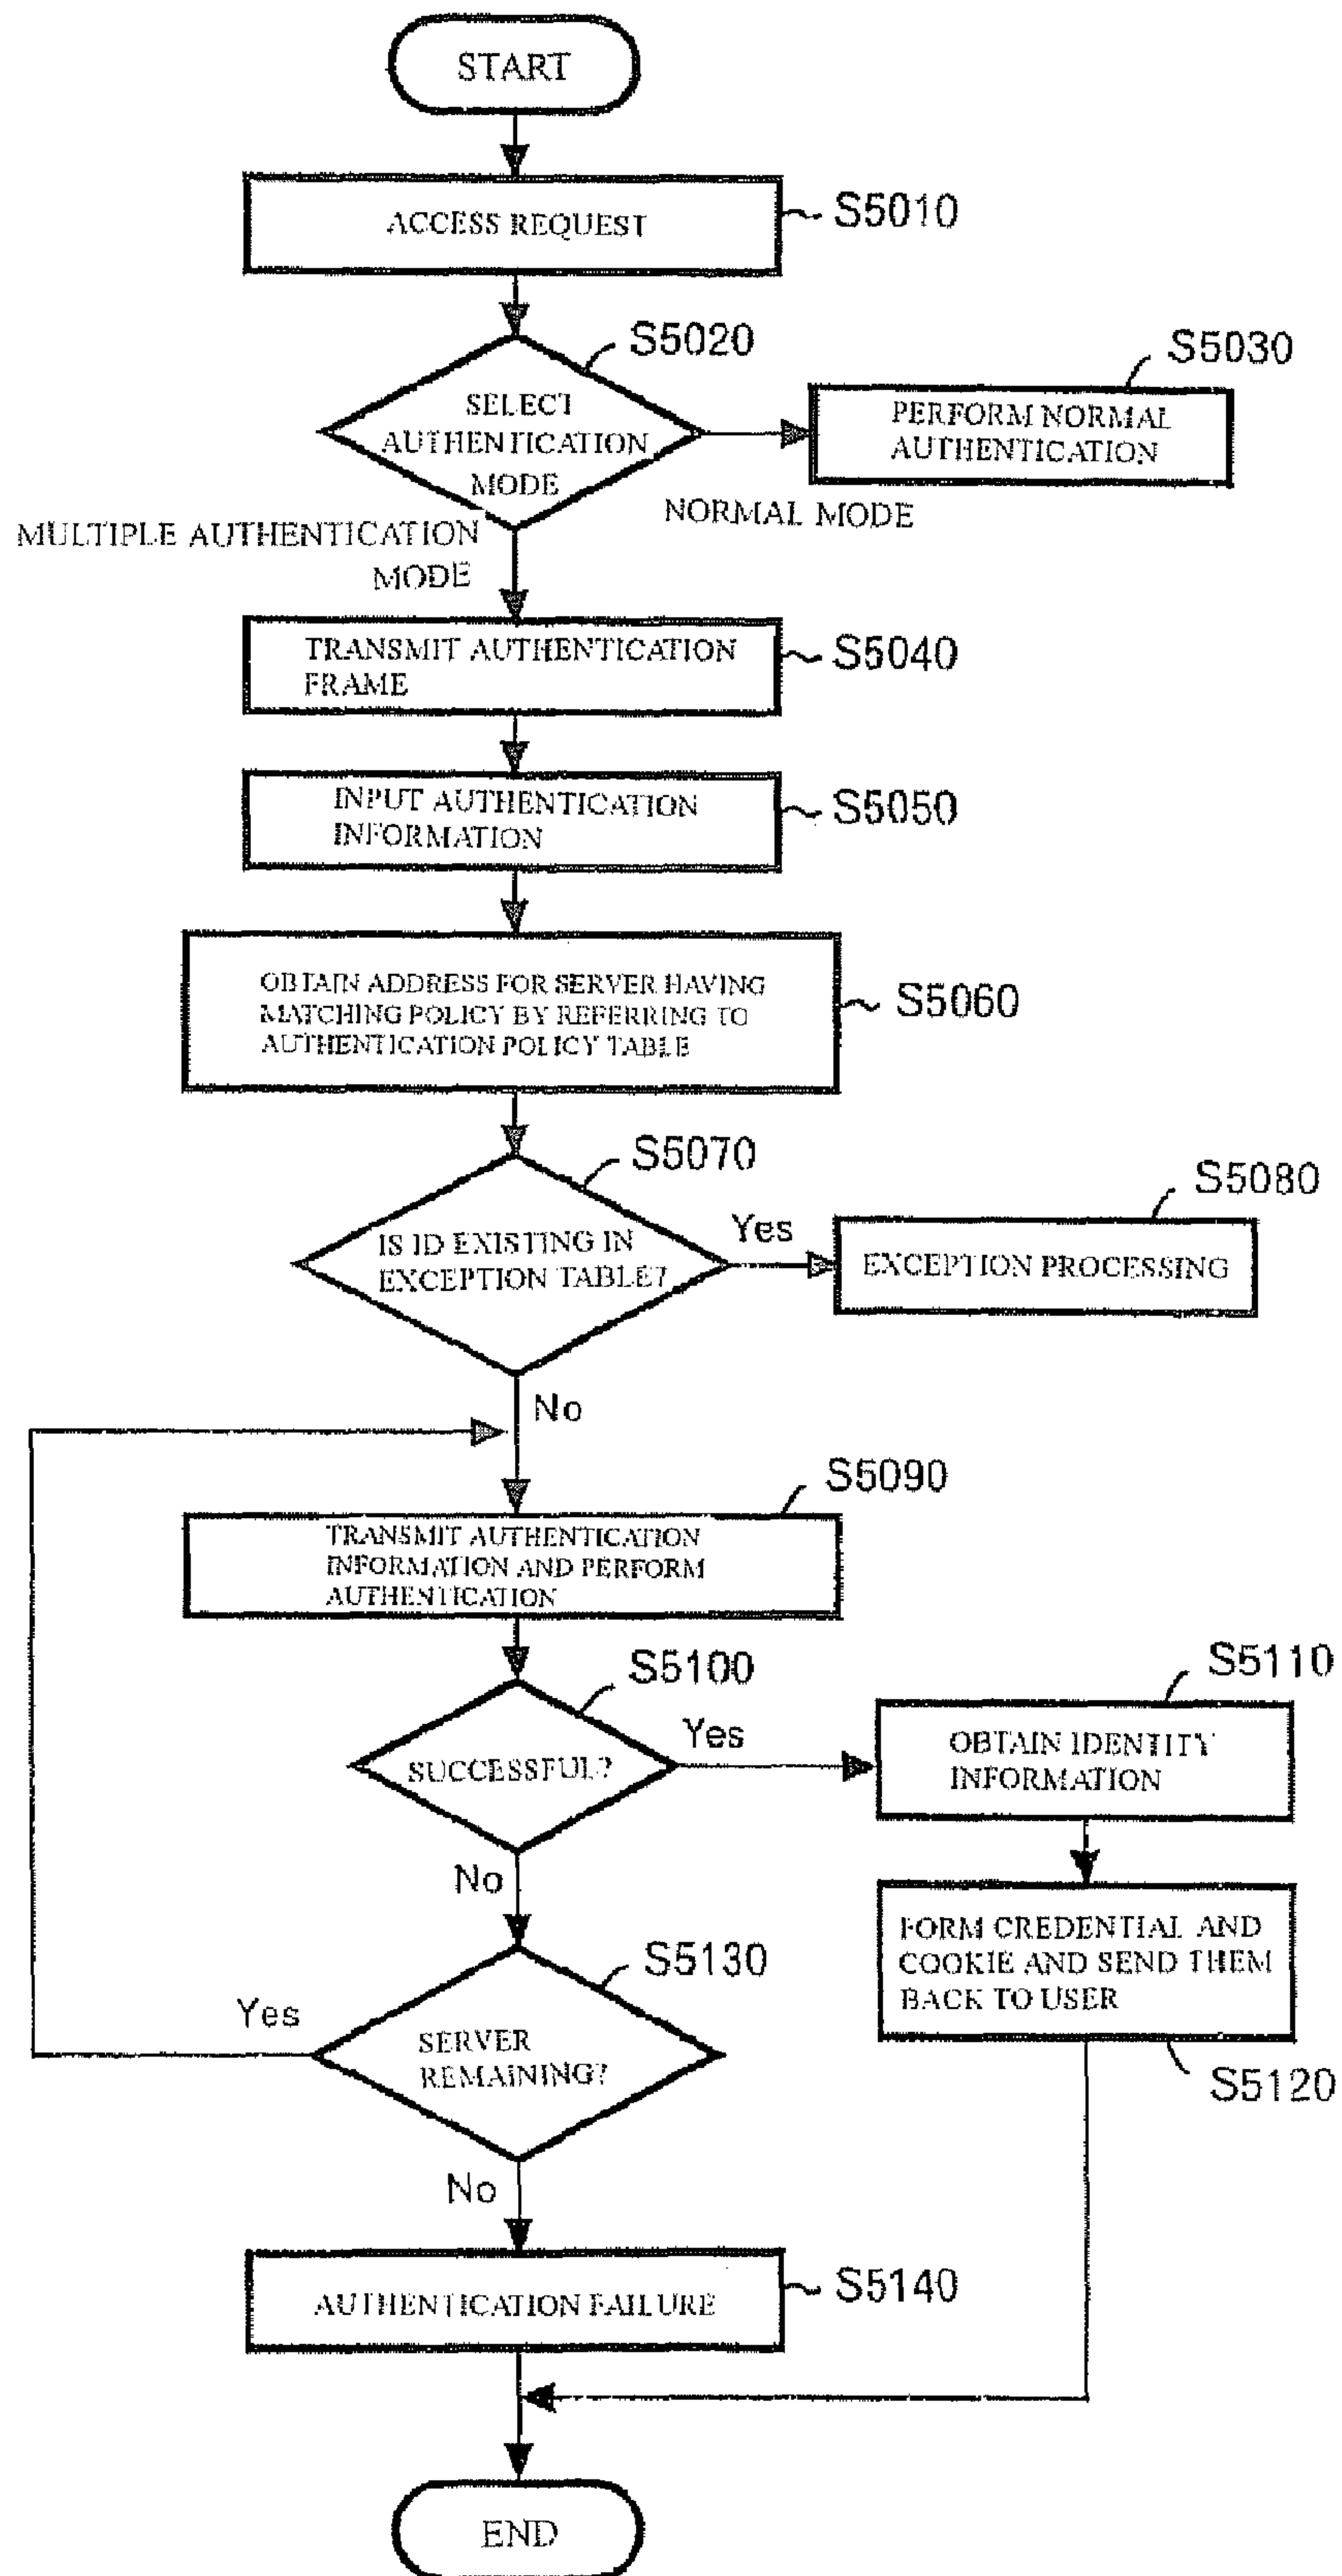 START
ACCESS REQUEST
S5010
S5020
SELECT
AUTHENTICATION
MODE
S5030
PERFORM NORMAL
AUTHENTICATION
NORMAL MODE
MULTIPLE AUTHENTICATION
MODE
TRANSMIT AUTHENTICATION
FRAME
S5040
INPUT AUTHENTICATION
INFORMATION
S5050
OBTAIN ADDRESS FOR SERVER HAVING
MATCHING POLICY BY REFERRING TO
AUTHENTICATION POLICY TABLE
S5060
S5070
IS ID EXISTING IN
EXCEPTION TABLE?
Yes
S5080
EXCEPTION PROCESSING
No
S5090
TRANSMIT AUTHENTICATION
INFORMATION AND PERFORM
AUTHENTICATION
S5100
SUCCESSFUL?
Yes
S5110
OBTAIN IDENTITY
INFORMATION
No
FORM CREDENTIAL AND
COOKIE AND SEND THEM
BACK TO USER
S5120
S5130
SERVER
REMAINING?
Yes
No
AUTHENTICATION FAILURE
S5140
END